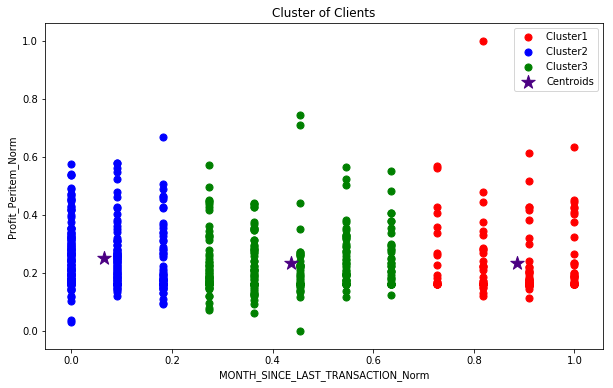 Cluster of Clients
Cluster1
Cluster2
Cluster3
Centroids
Profit_Peritem_Norm
1.0
0.8
0.6
0.4
0.2
0.0
0.0 0.2 0.4 0.6 0.8 1.0
MONTH_SINCE_LAST_TRANSACTION_Norm